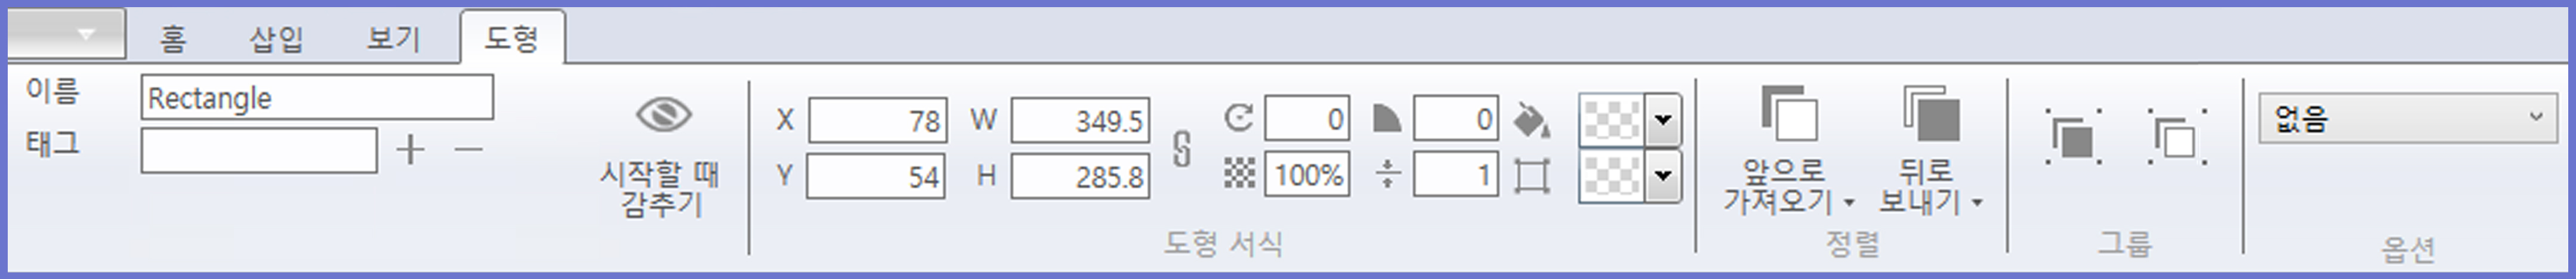 홈 삽입 보기 도형
이름 Rectangle
태그
시작할 때
감추기
X 78 W 349.5 0 0
Y 54 H 285.8 100% 1
도형 서식
앞으로
가져오기
뒤로
보내기
정렬
그룹
없음
옵션